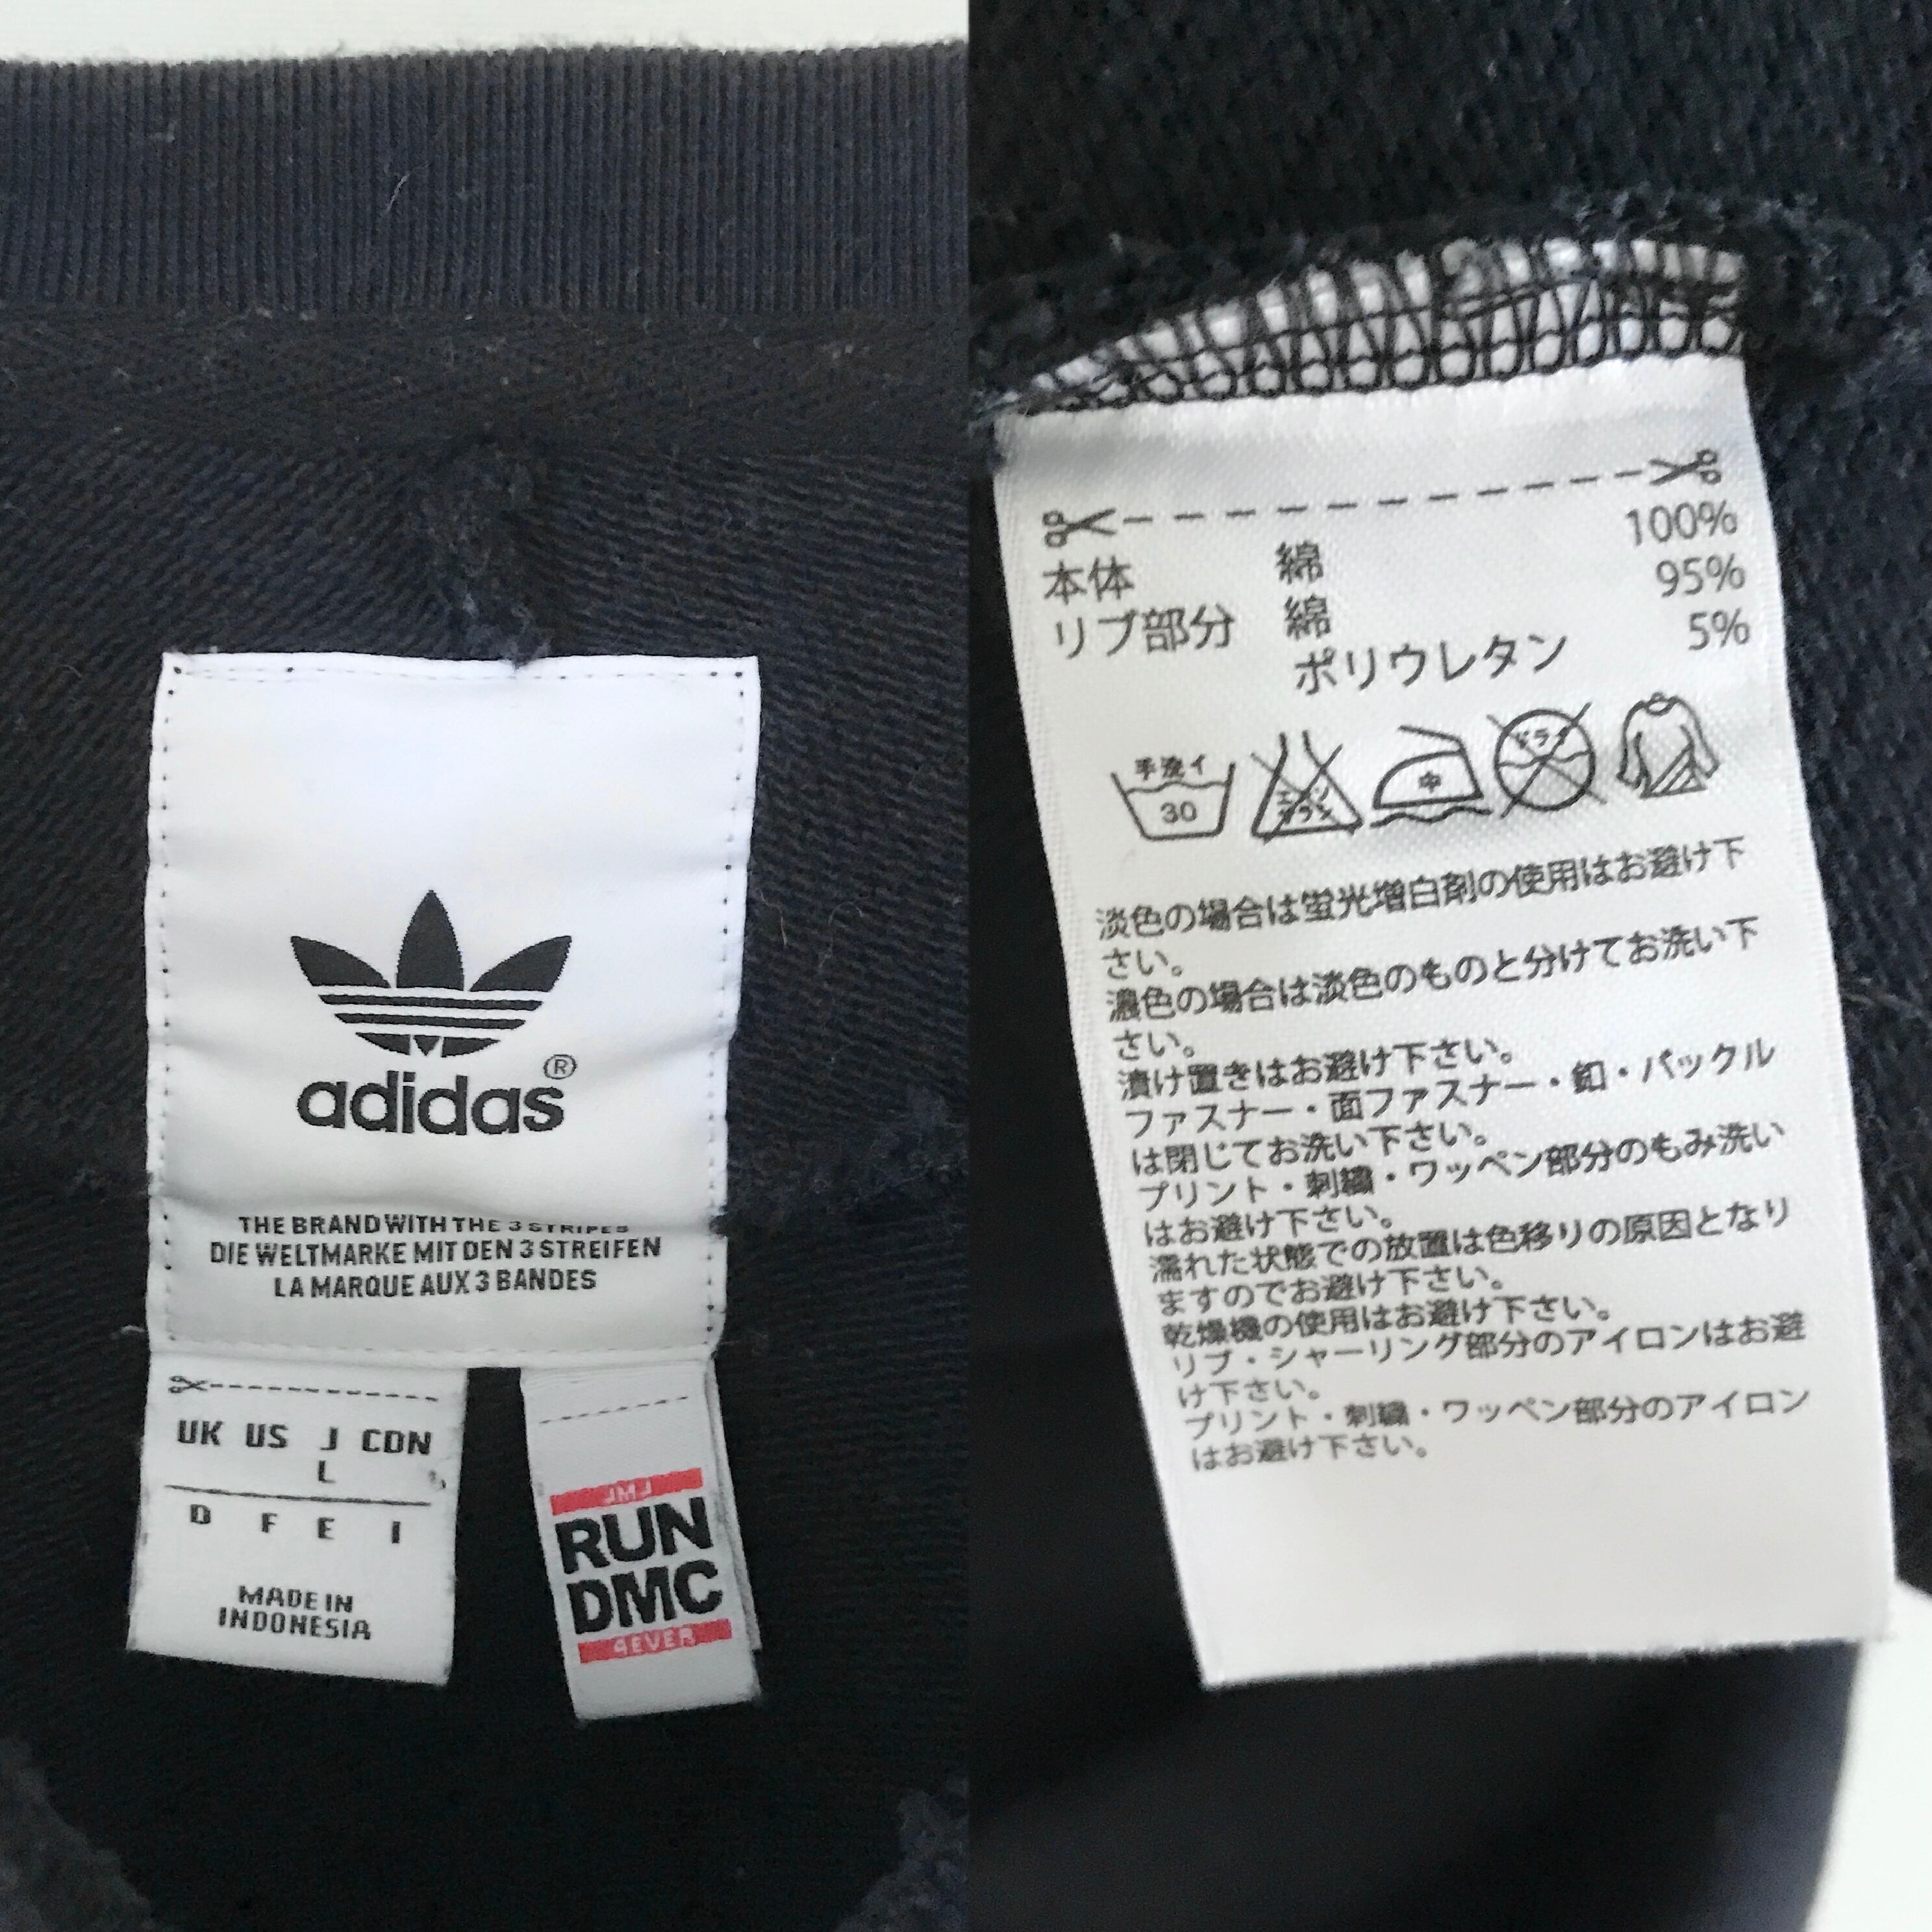 adidas®
THE BRAND WITH THE 3 STRIPES
DIE WELTMARKE MIT DEN 3 STREIFEN
LA MARQUE AUX 3 BANDES
UK US J CDN
L
D F E I
MADE IN
INDONESIA
JMJ
RUN
DMC
4EVER
本体 綿 100%
リブ部分 綿 95%
ポリウレタン 5%
手洗イ
30
エンソ
サラシ
中
ドライ
淡色の場合は蛍光増白剤の使用はお避け下
さい。
濃色の場合は淡色のものと分けてお洗い下
さい。
漬け置きはお避け下さい。
ファスナー・面ファスナー・釦・バックル
は閉じてお洗い下さい。
プリント・刺繍・ワッペン部分のもみ洗い
はお避け下さい。
濡れた状態での放置は色移りの原因となり
ますのでお避け下さい。
乾燥機の使用はお避け下さい。
リブ・シャーリング部分のアイロンはお避
け下さい。
プリント・刺繍・ワッペン部分のアイロン
はお避け下さい。